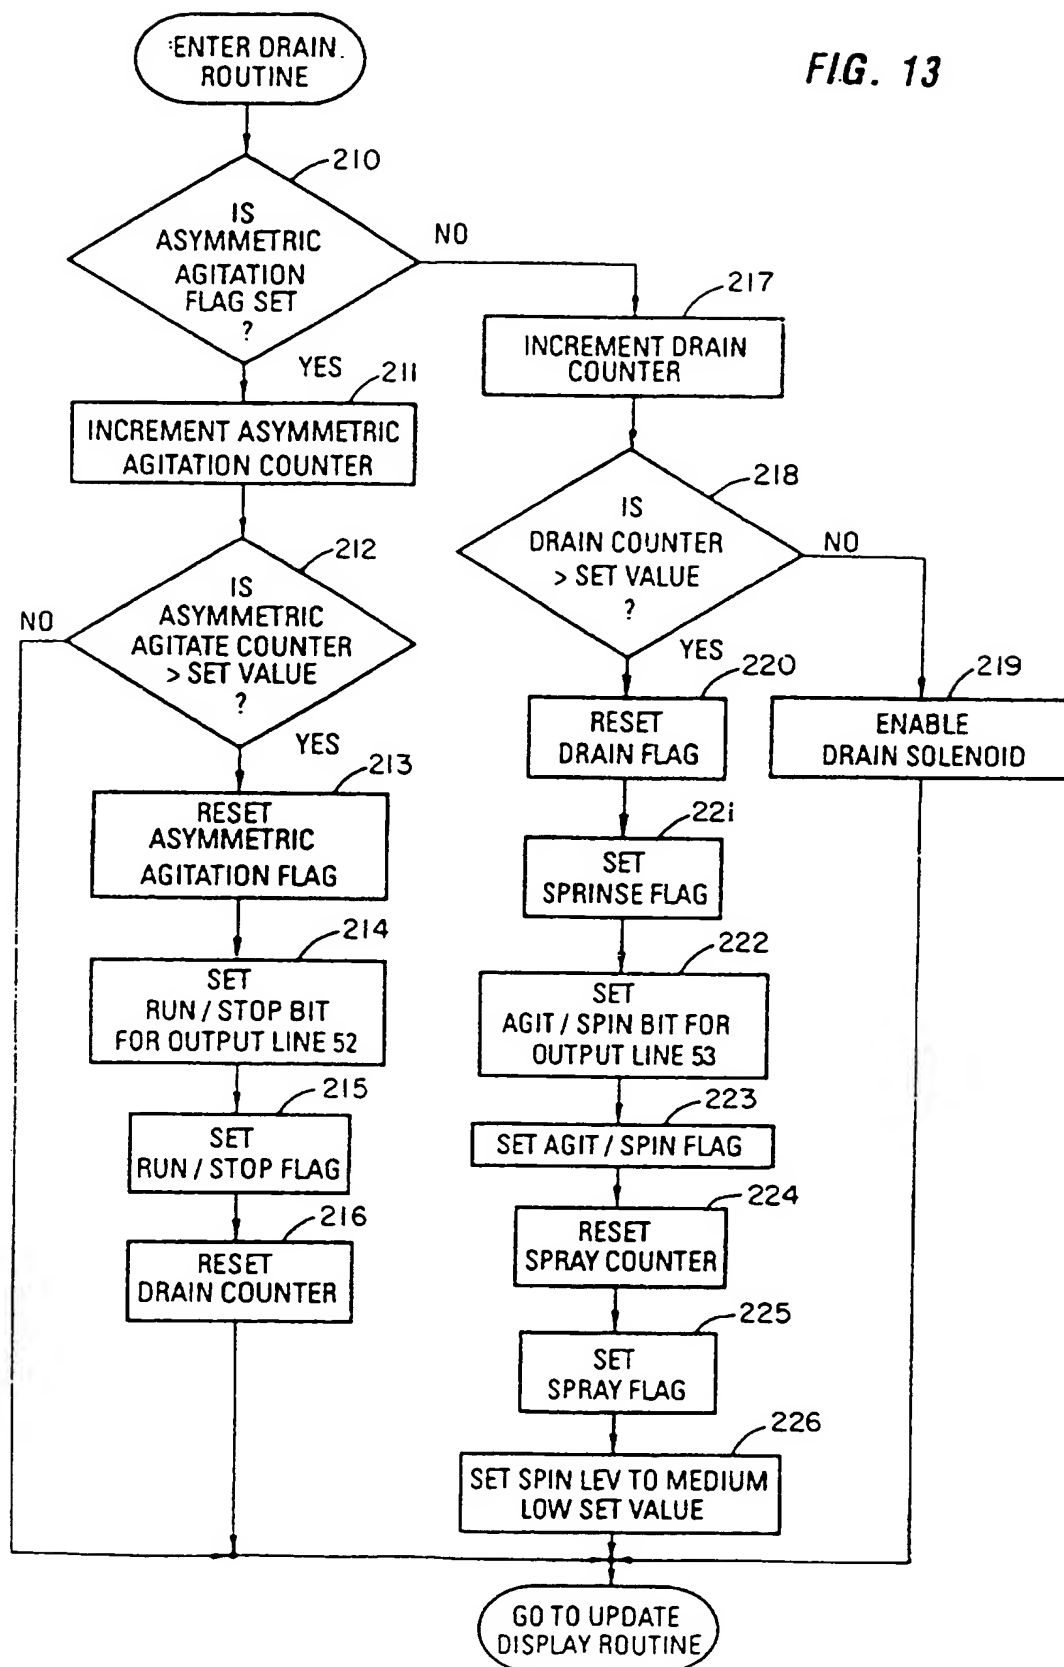 ENTER DRAIN
ROUTINE
FIG. 13
210
IS
ASYMMETRIC
AGITATION
FLAG SET
?
NO
YES
211
INCREMENT ASYMMETRIC
AGITATION COUNTER
212
IS
ASYMMETRIC
AGITATE COUNTER
> SET VALUE
?
NO
YES
213
RESET
ASYMMETRIC
AGITATION FLAG
214
SET
RUN / STOP BIT
FOR OUTPUT LINE 52
215
SET
RUN / STOP FLAG
216
RESET
DRAIN COUNTER
217
INCREMENT DRAIN
COUNTER
218
IS
DRAIN COUNTER
> SET VALUE
?
NO
YES
219
ENABLE
DRAIN SOLENOID
220
RESET
DRAIN FLAG
221
SET
SPRINSE FLAG
222
SET
AGIT / SPIN BIT FOR
OUTPUT LINE 53
223
SET AGIT / SPIN FLAG
224
RESET
SPRAY COUNTER
225
SET
SPRAY FLAG
226
SET SPIN LEV TO MEDIUM
LOW SET VALUE
GO TO UPDATE
DISPLAY ROUTINE